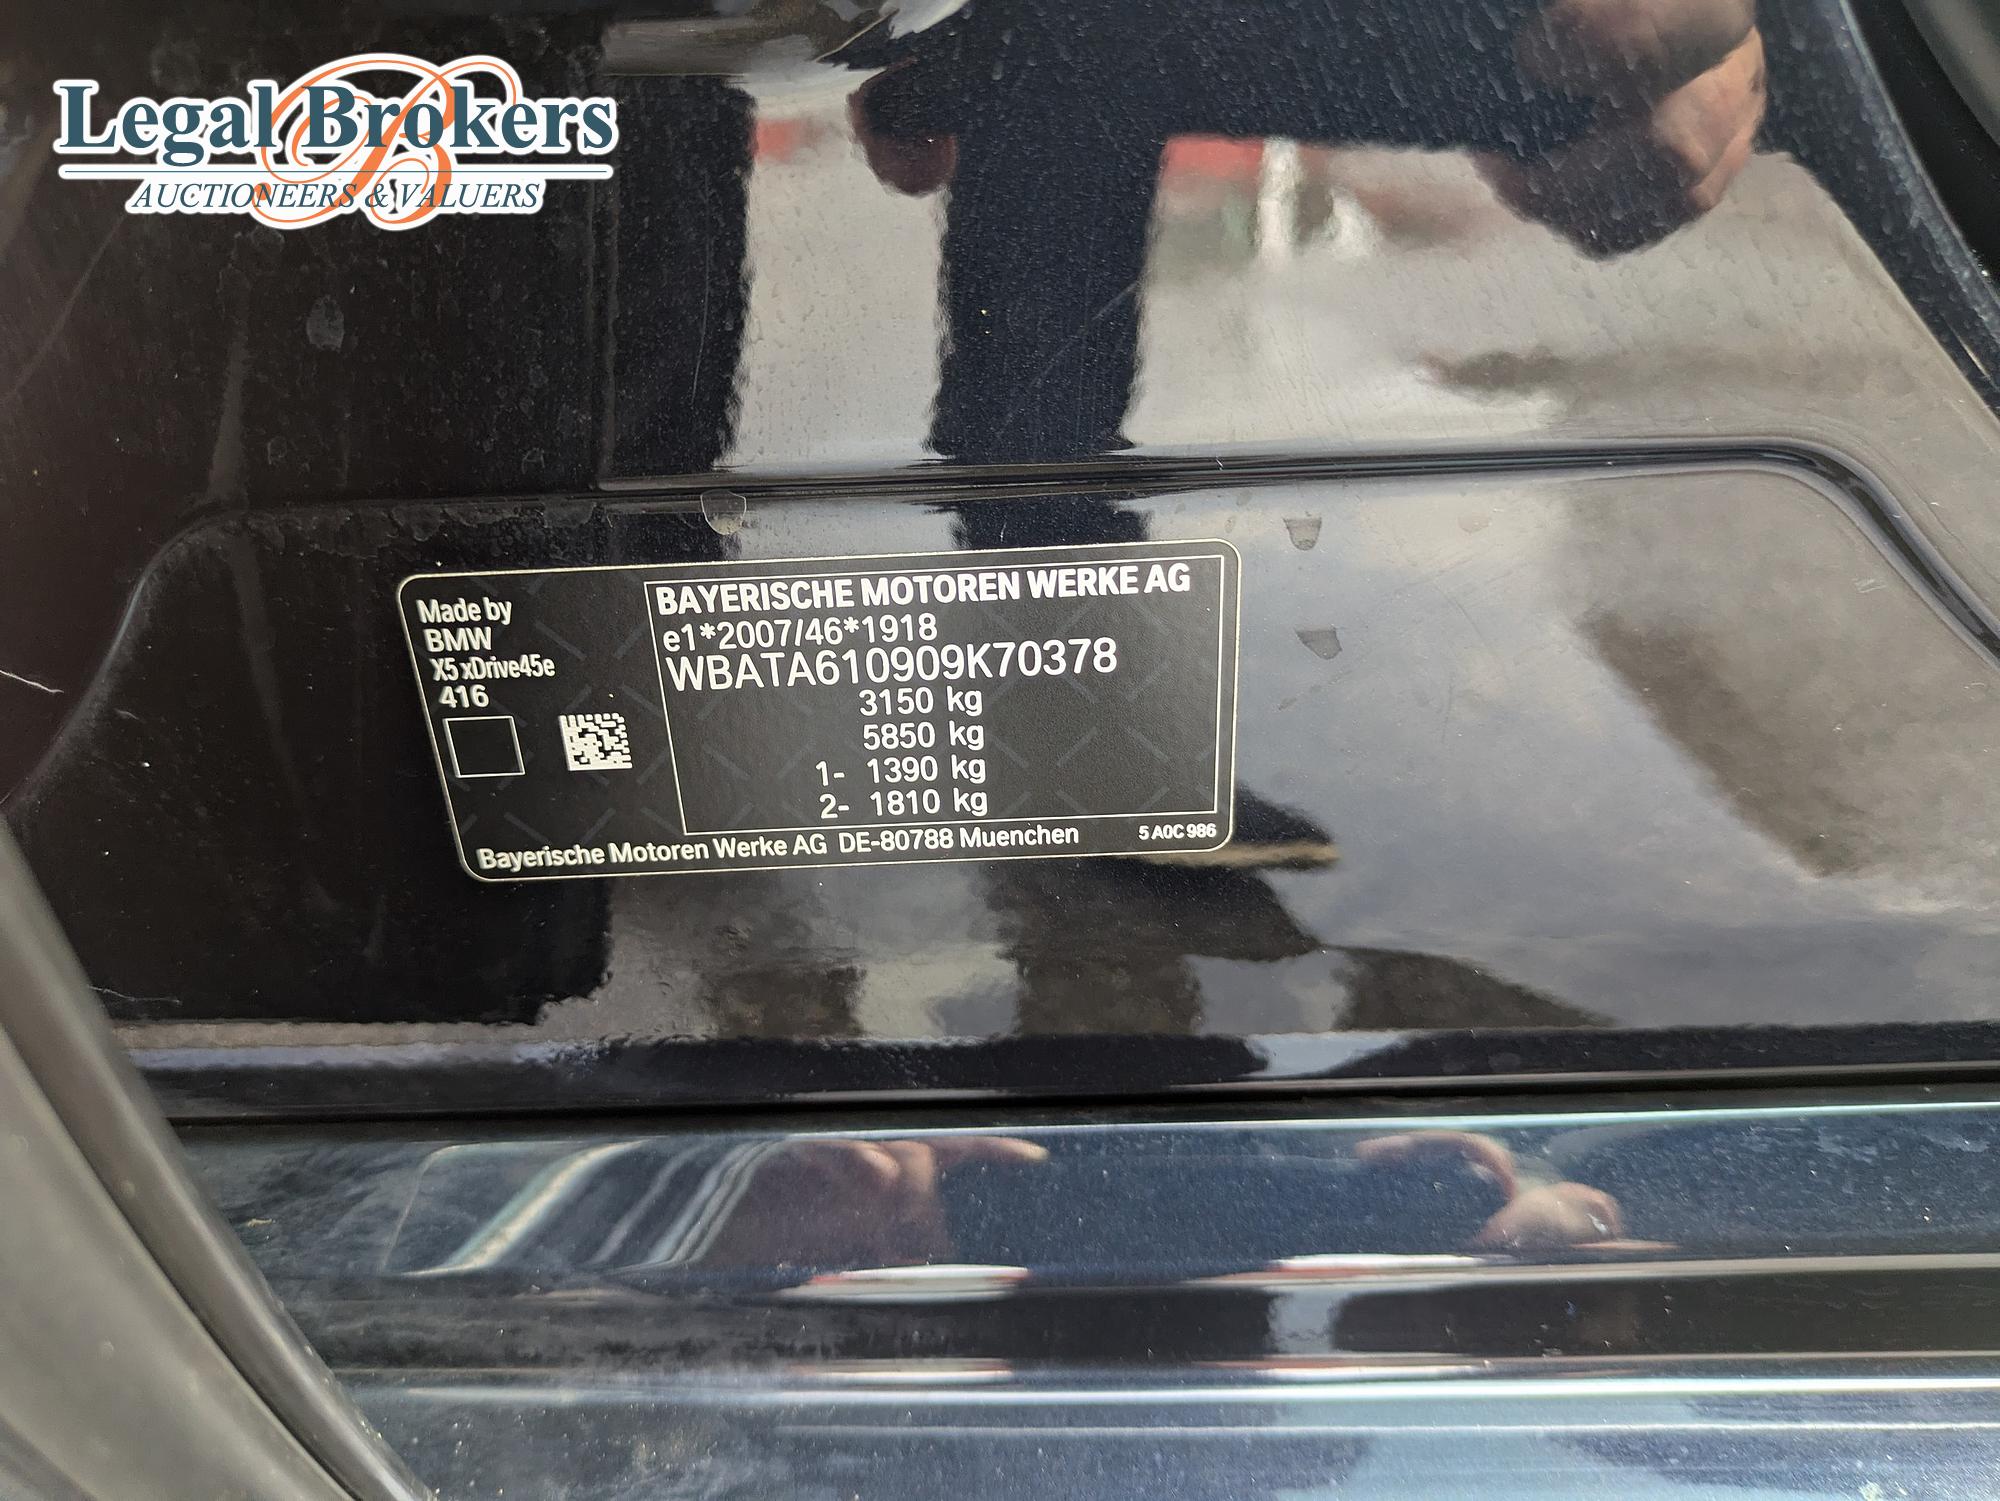 Legal Brokers
AUCTIONEERS & VALUERS
Made by
BMW
X5 xDrive45e
416
BAYERISCHE MOTOREN WERKE AG
e1*2007/46*1918
WBATA610909K70378
3150 kg
5850 kg
1- 1390 kg
2- 1810 kg
Bayerische Motoren Werke AG DE-80788 Muenchen
5 A0C 986